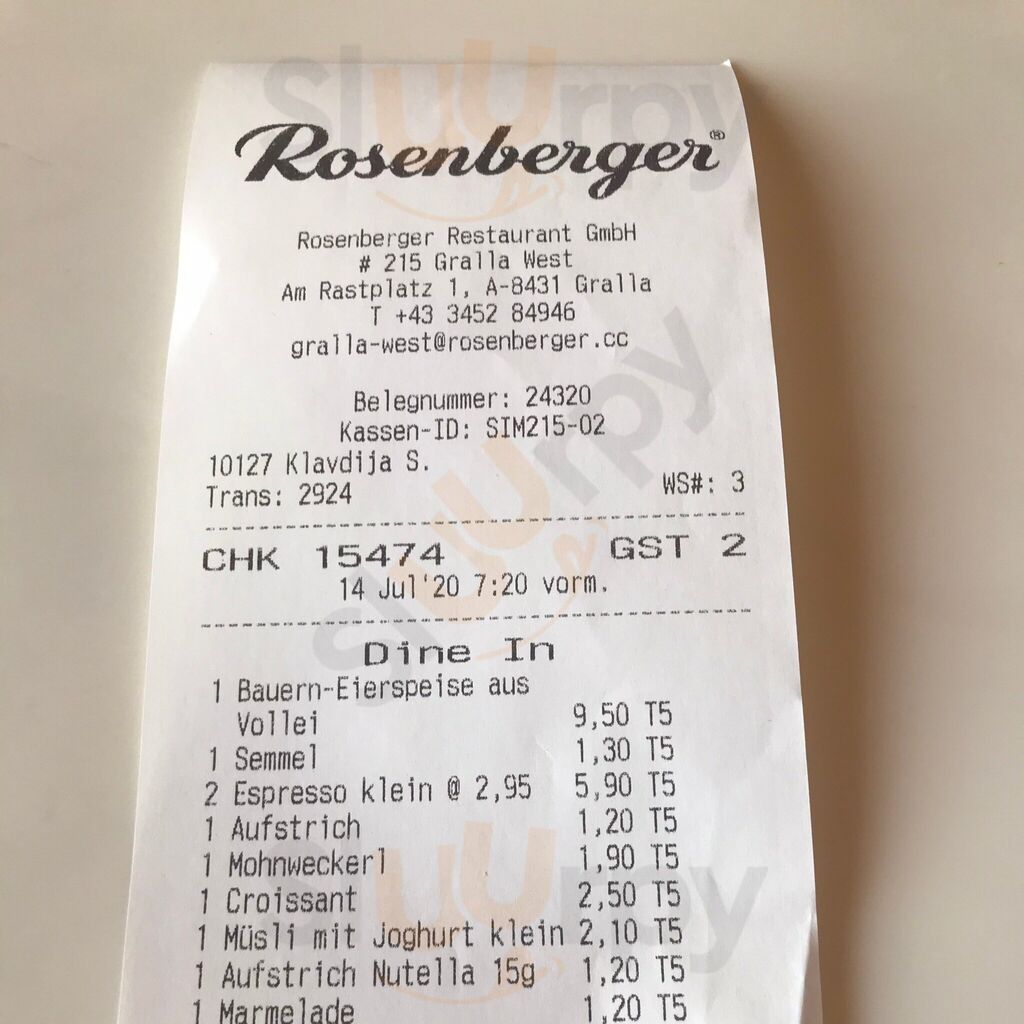 Rosenberger®
Rosenberger Restaurant GmbH
# 215 Gralla West
Am Rastplatz 1, A-8431 Gralla
T +43 3452 84946
gralla-west@rosenberger.cc
Belegnummer: 24320
Kassen-ID: SIM215-02
10127 Klavdija S.
Trans: 2924 WS#: 3
CHK 15474 GST 2
14 Jul'20 7:20 vorm.
Dine In
1 Bauern-Eierspeise aus
Vollei 9,50 T5
1 Semmel 1,30 T5
2 Espresso klein @ 2,95 5,90 T5
1 Aufstrich 1,20 T5
1 Mohnweckerl 1,90 T5
1 Croissant 2,50 T5
1 Müsli mit Joghurt klein 2,10 T5
1 Aufstrich Nutella 15g 1,20 T5
1 Marmelade 1,20 T5
sluurpy
sluurpy
sluurpy